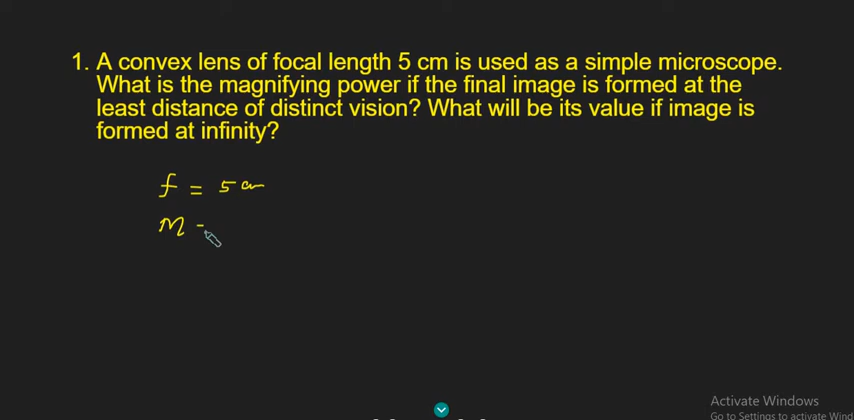 1. A convex lens of focal length 5 cm is used as a simple microscope.
What is the magnifying power if the final image is formed at the
least distance of distinct vision? What will be its value if image is
formed at infinity?
f = 5 cm
M -
Activate Windows
Go to Settings to activate Wind